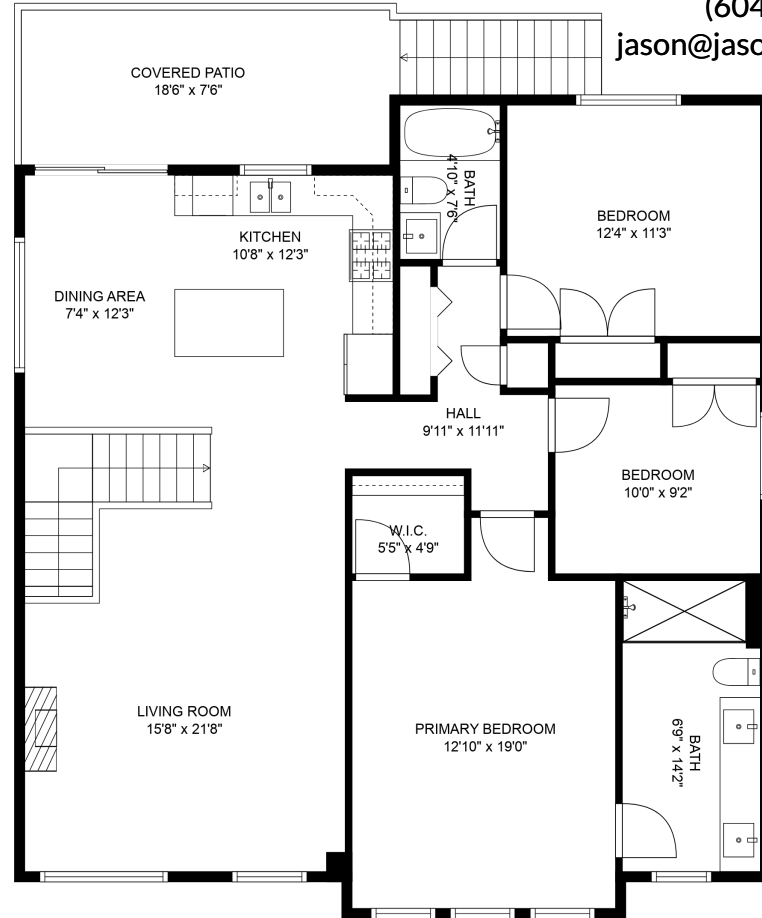 (604
jason@jaso
COVERED PATIO
18'6" x 7'6"
BATH
4'10" x 7'6"
BEDROOM
12'4" x 11'3"
KITCHEN
10'8" x 12'3"
DINING AREA
7'4" x 12'3"
HALL
9'11" x 11'11"
BEDROOM
10'0" x 9'2"
W.I.C.
5'5" x 4'9"
LIVING ROOM
15'8" x 21'8"
PRIMARY BEDROOM
12'10" x 19'0"
BATH
6'9" x 14'2"